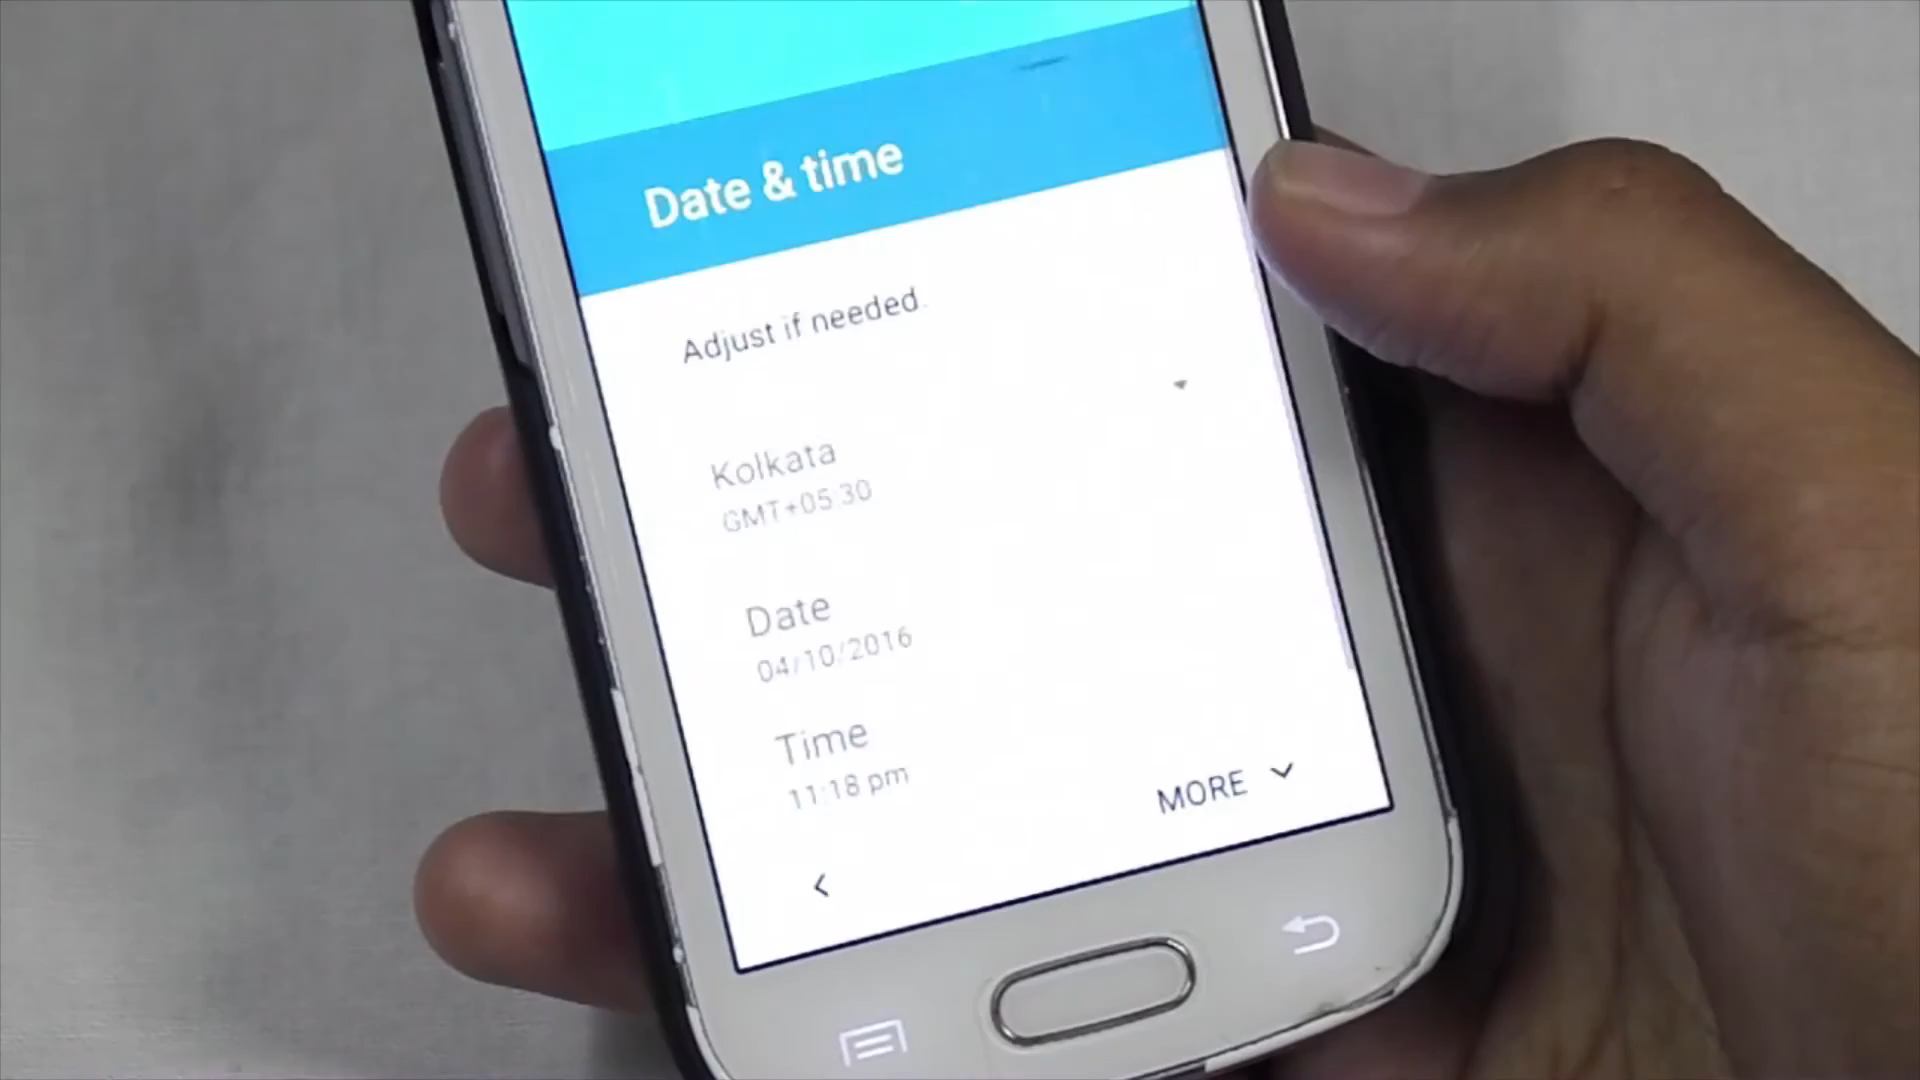 Date & time
Adjust if needed.
Kolkata
GMT+05:30
Date
04/10/2016
Time
11:18 pm
MORE